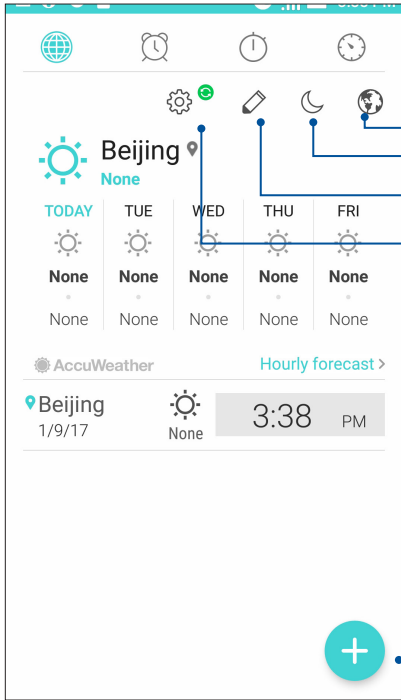 Beijing
None
TODAY TUE WED THU FRI
None None None None None
None None None None None
AccuWeather Hourly forecast >
Beijing
1/9/17
None
3:38 PM